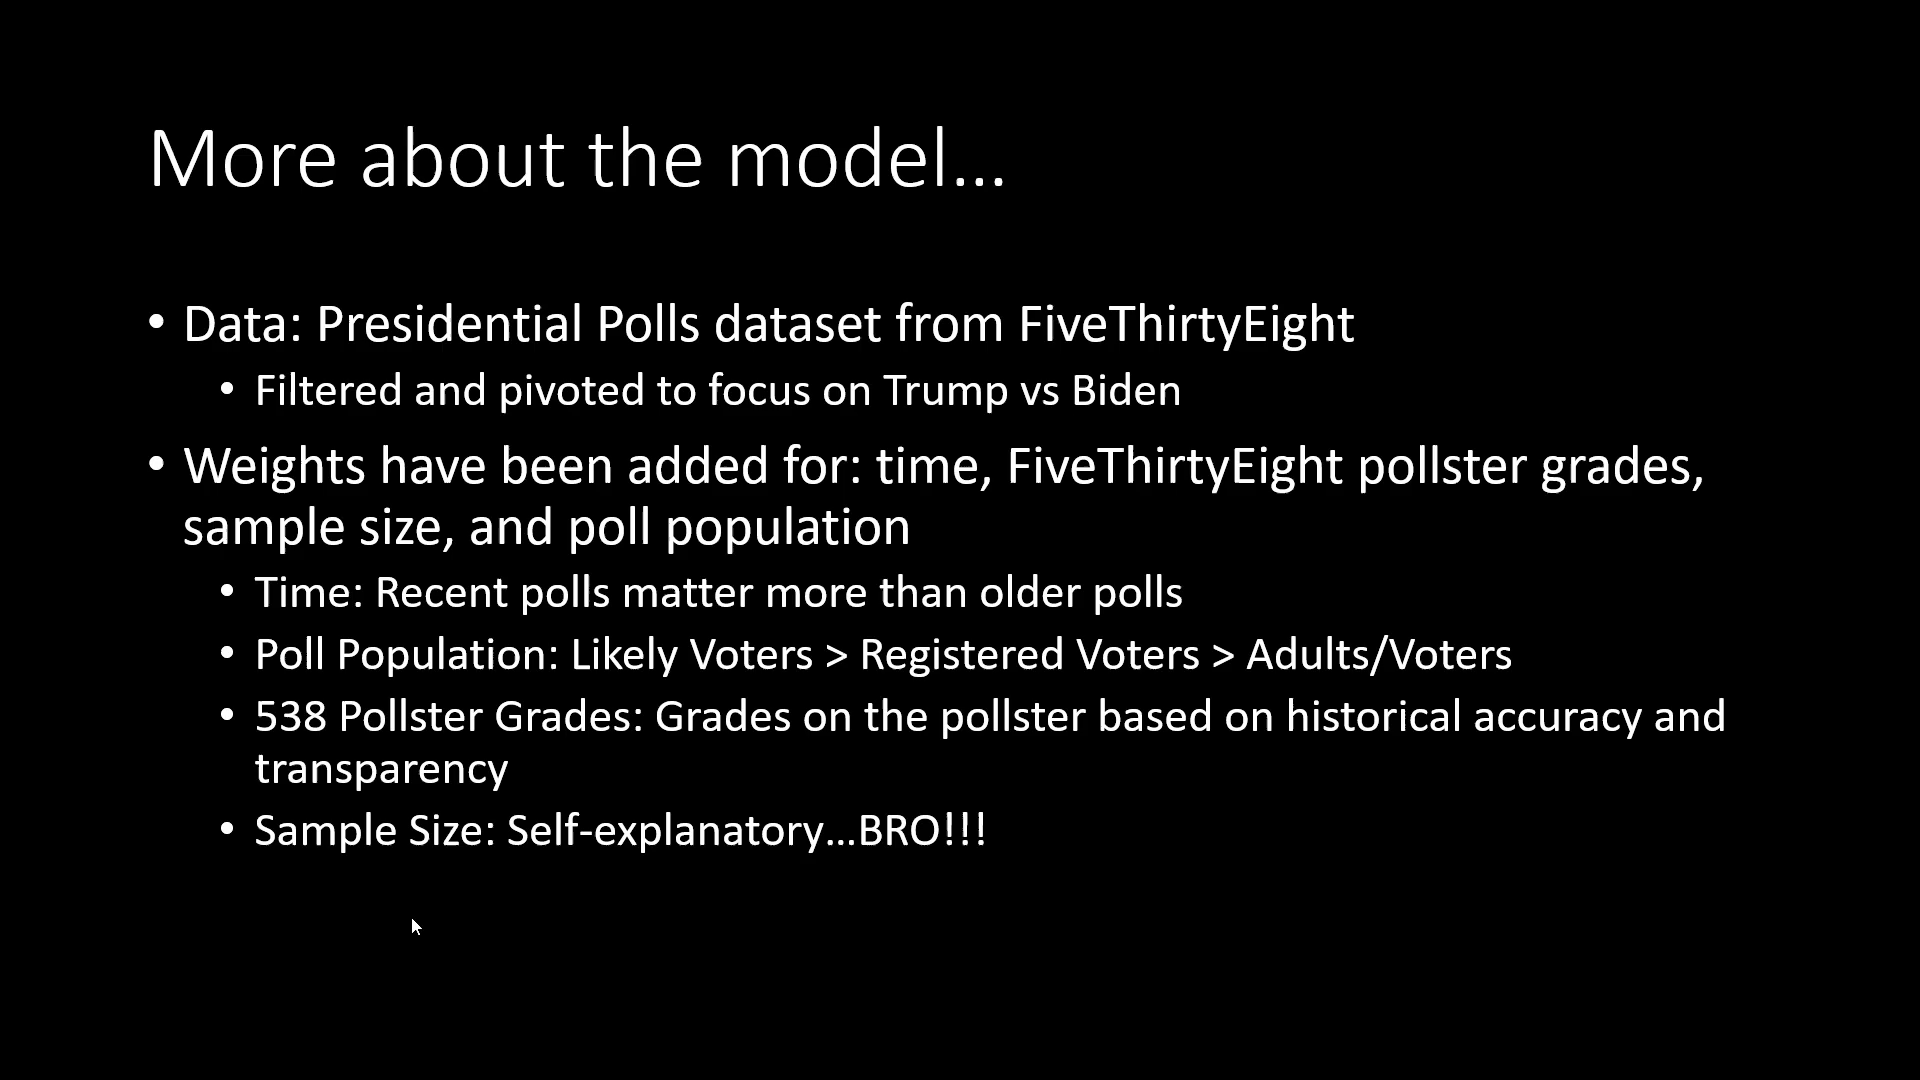 More about the model...
• Data: Presidential Polls dataset from FiveThirtyEight
• Filtered and pivoted to focus on Trump vs Biden
• Weights have been added for: time, FiveThirtyEight pollster grades,
sample size, and poll population
• Time: Recent polls matter more than older polls
• Poll Population: Likely Voters > Registered Voters > Adults/Voters
• 538 Pollster Grades: Grades on the pollster based on historical accuracy and
transparency
• Sample Size: Self-explanatory...BRO!!!